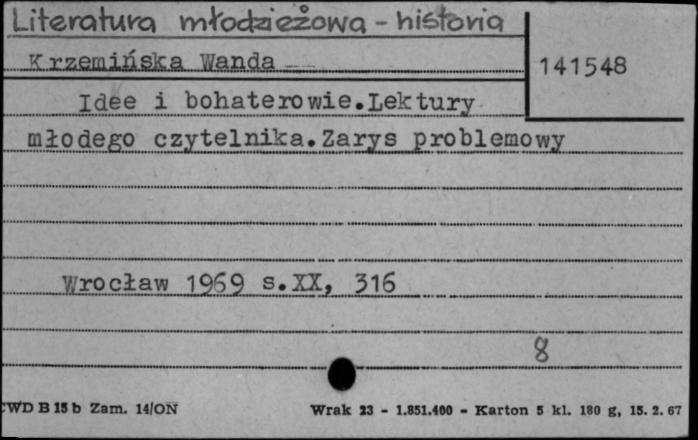 Literatura młodzieżowa - historia
Krzemińska Wanda
141548
Idee i bohaterowie.Lektury
młodego czytelnika.Zarys problemowy
Wrocław 1969 s.XX, 316
8
CWD B 15 b Zam. 14/ON Wrak 23 - 1.851.400 - Karton 5 kl. 180 g, 15. 2. 67